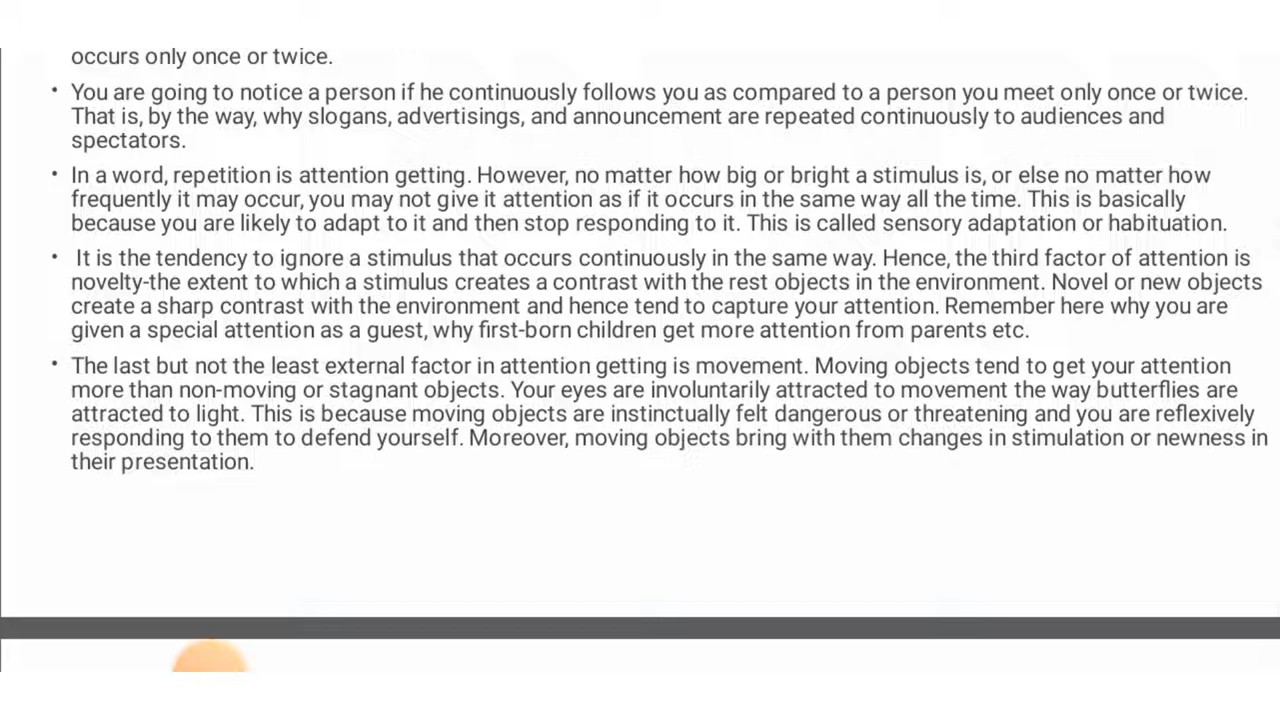 occurs only once or twice.
• You are going to notice a person if he continuously follows you as compared to a person you meet only once or twice.
That is, by the way, why slogans, advertisings, and announcement are repeated continuously to audiences and
spectators.
• In a word, repetition is attention getting. However, no matter how big or bright a stimulus is, or else no matter how
frequently it may occur, you may not give it attention as if it occurs in the same way all the time. This is basically
because you are likely to adapt to it and then stop responding to it. This is called sensory adaptation or habituation.
• It is the tendency to ignore a stimulus that occurs continuously in the same way. Hence, the third factor of attention is
novelty-the extent to which a stimulus creates a contrast with the rest objects in the environment. Novel or new objects
create a sharp contrast with the environment and hence tend to capture your attention. Remember here why you are
given a special attention as a guest, why first-born children get more attention from parents etc.
• The last but not the least external factor in attention getting is movement. Moving objects tend to get your attention
more than non-moving or stagnant objects. Your eyes are involuntarily attracted to movement the way butterflies are
attracted to light. This is because moving objects are instinctually felt dangerous or threatening and you are reflexively
responding to them to defend yourself. Moreover, moving objects bring with them changes in stimulation or newness in
their presentation.